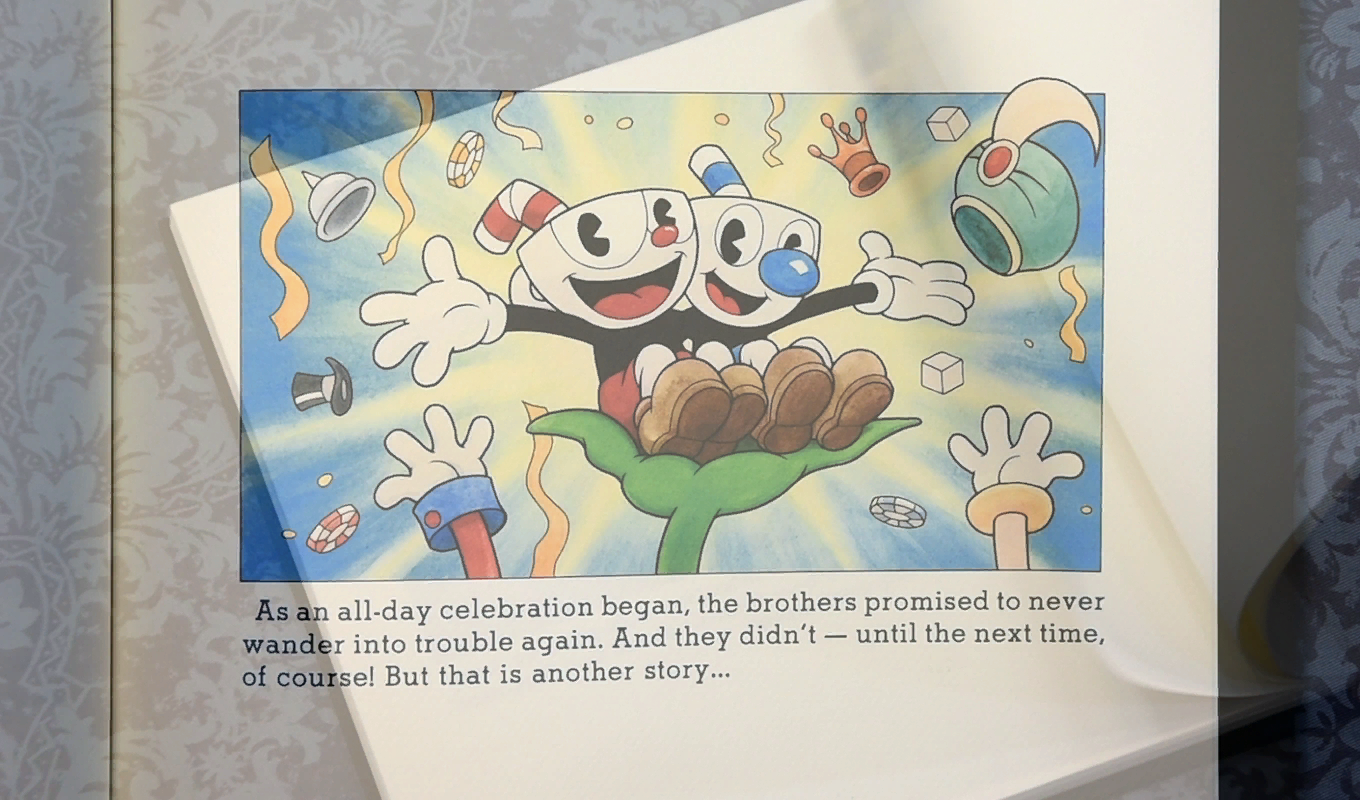 As an all-day celebration began, the brothers promised to never
wander into trouble again. And they didn't — until the next time,
of course! But that is another story...